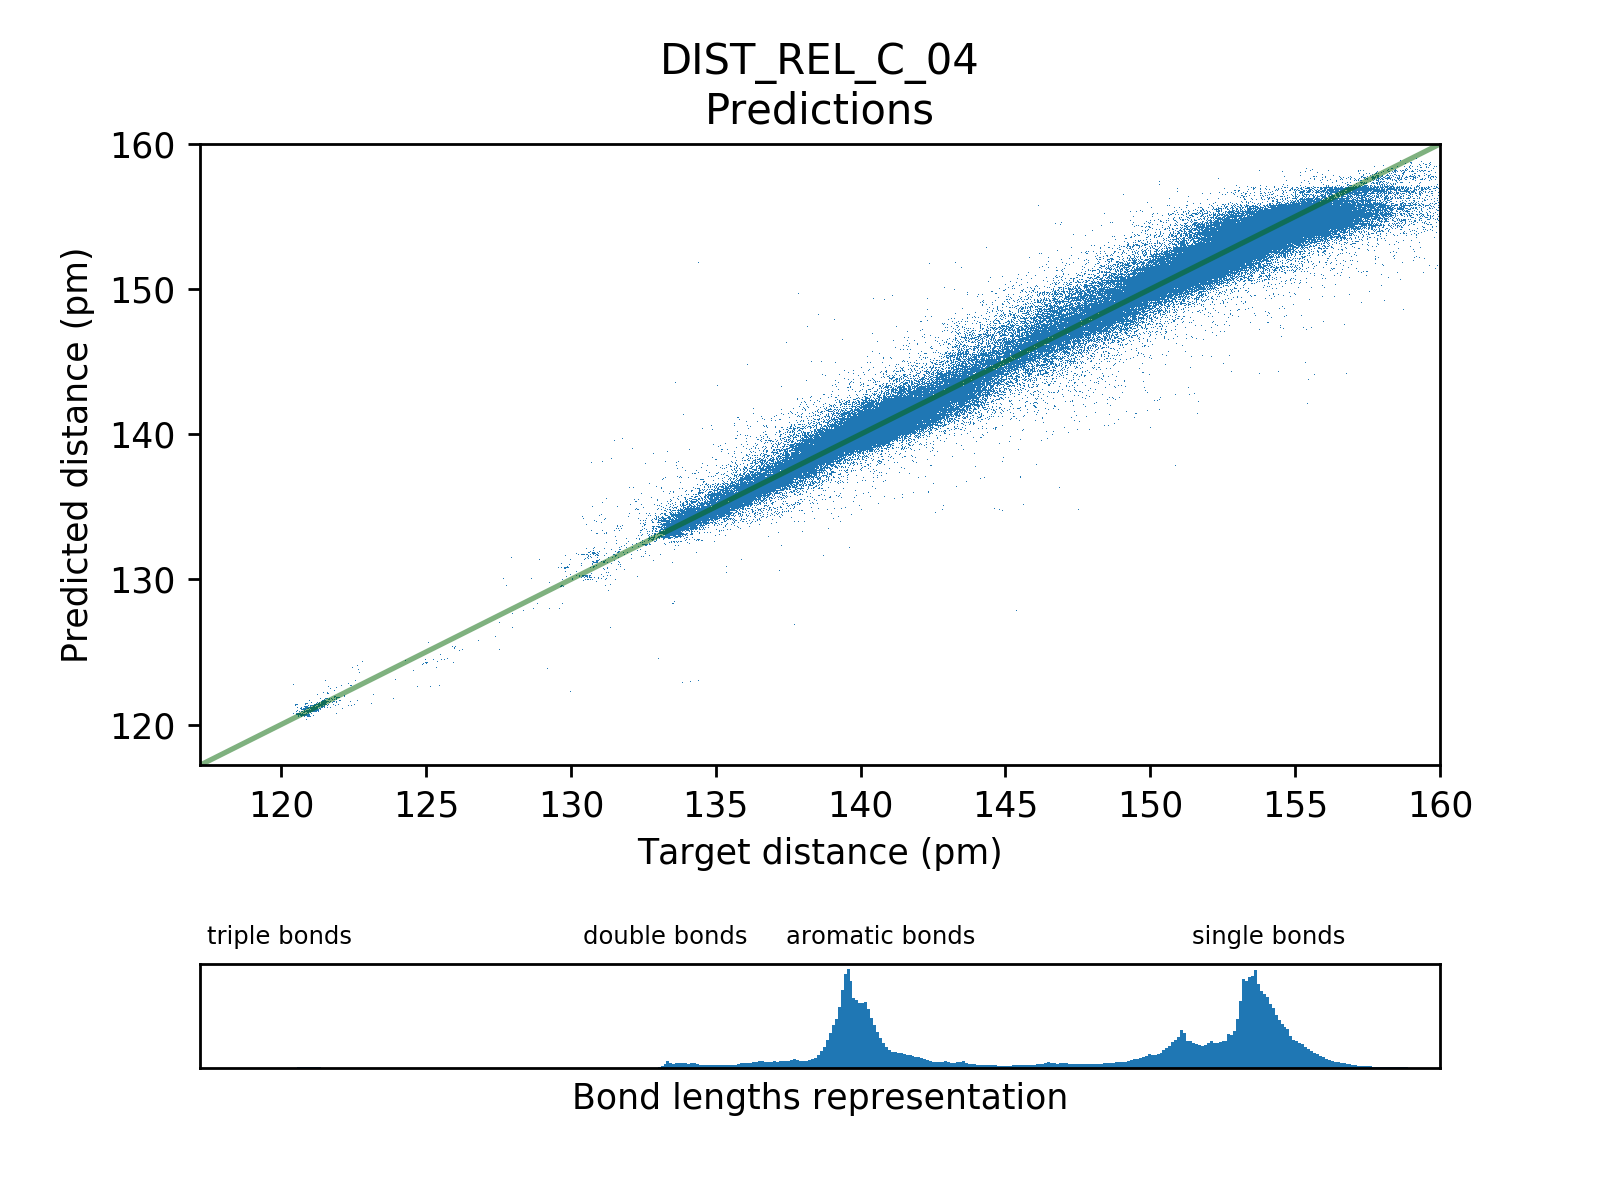 DIST_REL_C_04
Predictions
Predicted distance (pm)
160
150
140
130
120
120 125 130 135 140 145 150 155 160
Target distance (pm)
triple bonds double bonds aromatic bonds single bonds
Bond lengths representation